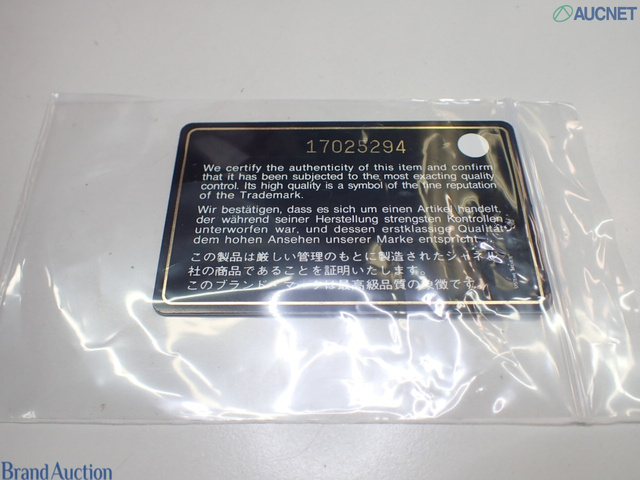 AUCNET
17025294
We certify the authenticity of this item and confirm
that it has been subjected to the most exacting quality
control. Its high quality is a symbol of the fine reputation
of the Trademark.
Wir bestätigen, dass es sich um einen Artikel handelt,
der während seiner Herstellung strengsten Kontrollen
unterworfen war, und dessen erstklassige Qualität
dem hohen Ansehen unserer Marke entspricht.
この製品は厳しい管理のもとに製造されたシャネル
社の商品であることを証明いたします。
このブランド・マークは最高級品質の象徴です。
Brand Auction